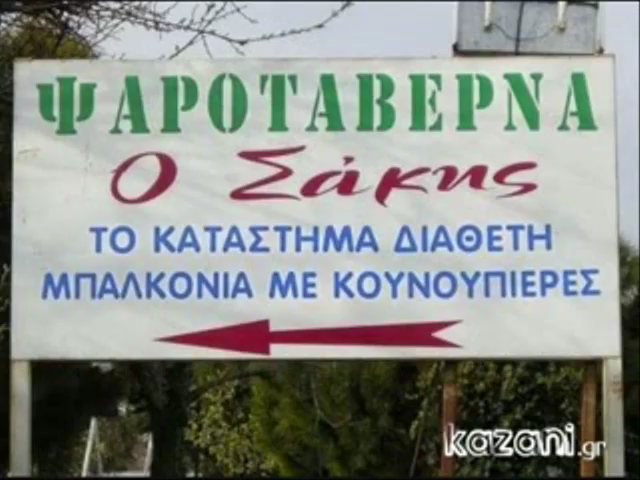 ΨΑΡΟΤΑΒΕΡΝΑ
Ο Σάκης
ΤΟ ΚΑΤΑΣΤΗΜΑ ΔΙΑΘΕΤΗ
ΜΠΑΛΚΟΝΙΑ ΜΕ ΚΟΥΝΟΥΠΙΕΡΕΣ
kazani.gr